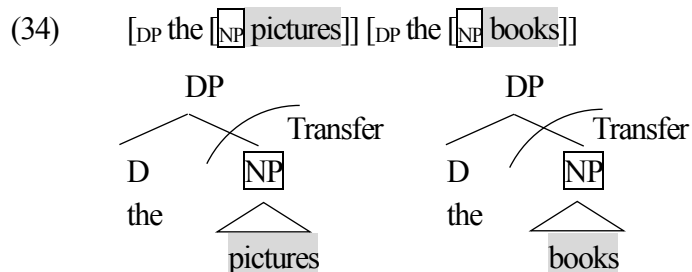 (34) [DP the [NP pictures]] [DP the [NP books]]
DP DP
Transfer Transfer
D NP D NP
the the
pictures books